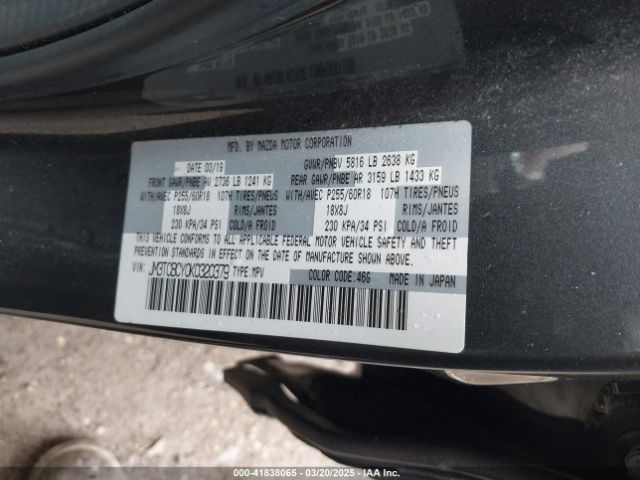 MFD. BY MAZDA MOTOR CORPORATION
DATE 03/19 GVWR/PNBV 5816 LB 2638 KG
FRONT GAWR/PNBE AV 2736 LB 1241 KG REAR GAWR/PNBE AR 3159 LB 1433 KG
WITH/AVEC P255/60R18 107H TIRES/PNEUS WITH/AVEC P255/60R18 107H TIRES/PNEUS
18X8J RIMS/JANTES 18X8J RIMS/JANTES
230 KPA/34 PSI COLD/A FROID 230 KPA/34 PSI COLD/A FROID
THIS VEHICLE CONFORMS TO ALL APPLICABLE FEDERAL MOTOR VEHICLE SAFETY AND THEFT
PREVENTION STANDARDS IN EFFECT ON THE DATE OF MANUFACTURE SHOWN ABOVE.
VIN: JM3TCBCY0K0320379 TYPE: MPV COLOR CODE: 46G MADE IN JAPAN
000-41838065 - 03/20/2025 - IAA Inc.